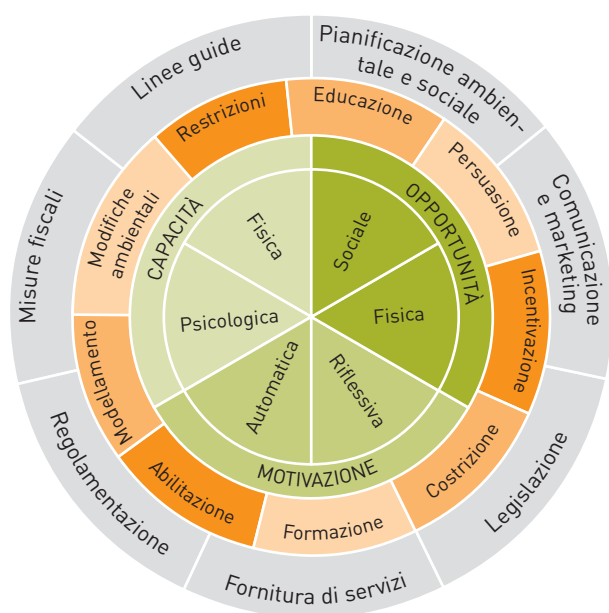 Linee guide
Pianificazione ambien-
tale e sociale
Comunicazione
e marketing
Legislazione
Fornitura di servizi
Regolamentazione
Misure fiscali
Restrizioni
Educazione
Persuasione
Incentivazione
Costrizione
Formazione
Abilitazione
Modellamento
Modifiche
ambientali
CAPACITÀ
OPPORTUNITÀ
MOTIVAZIONE
Fisica
Sociale
Fisica
Riflessiva
Automatica
Psicologica